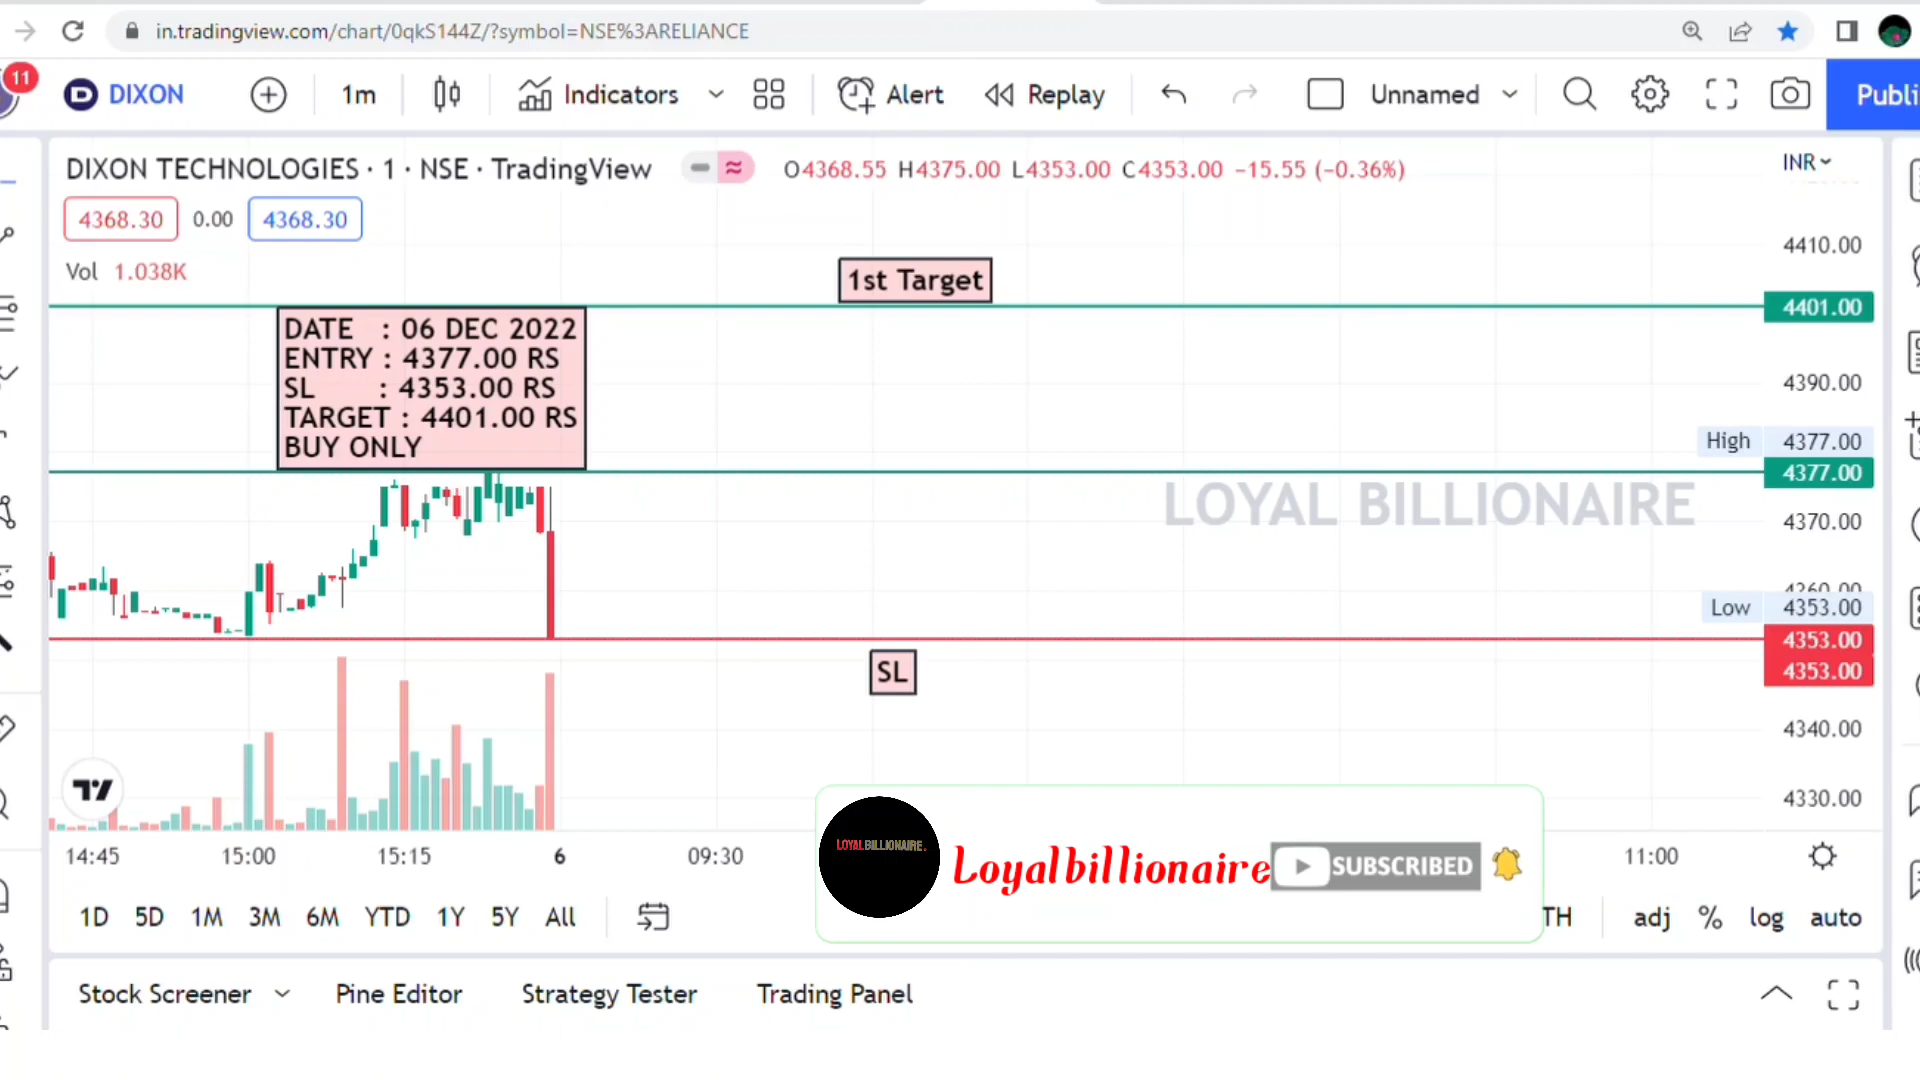 in.tradingview.com/chart/0qkS144Z/?symbol=NSE%3ARELIANCE
11 DIXON 1m Indicators Alert Replay Unnamed Publi
DIXON TECHNOLOGIES · 1 · NSE · TradingView O4368.55 H4375.00 L4353.00 C4353.00 −15.55 (−0.36%) INR
4368.30 0.00 4368.30
4410.00
Vol 1.038K
1st Target
4401.00
DATE : 06 DEC 2022
ENTRY : 4377.00 RS
SL : 4353.00 RS
TARGET : 4401.00 RS
BUY ONLY
4390.00
High 4377.00
4377.00
LOYAL BILLIONAIRE
4370.00
4360.00
Low 4353.00
4353.00
4353.00
SL
4340.00
4330.00
14:45 15:00 15:15 6 09:30 11:00
LOYALBILLIONAIRE.
Loyalbillionaire SUBSCRIBED
1D 5D 1M 3M 6M YTD 1Y 5Y All TH adj % log auto
Stock Screener Pine Editor Strategy Tester Trading Panel